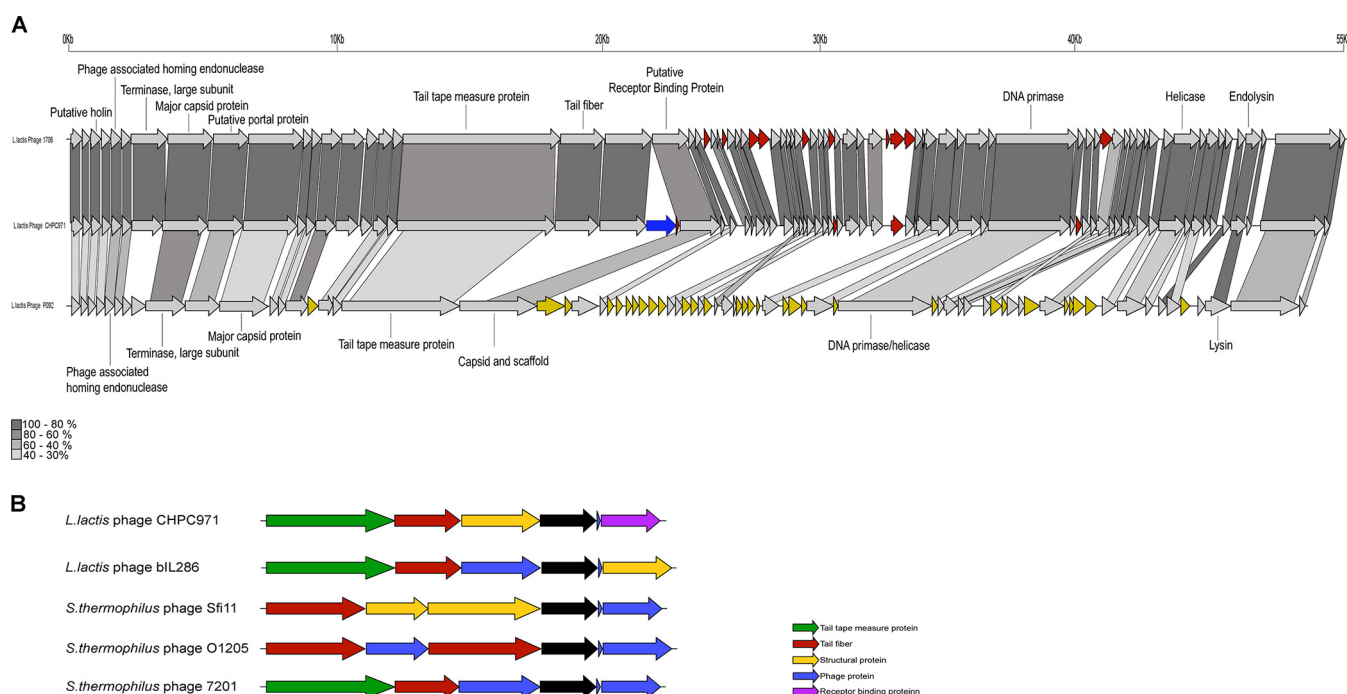 A
0Kb 10Kb 20Kb 30Kb 40Kb 55K
Phage associated homing endonuclease
Terminase, large subunit
Putative holin
Major capsid protein
Putative portal protein
Tail tape measure protein
Tail fiber
Putative
Receptor Binding Protein
DNA primase
Helicase
Endolysin
L.lactis Phage 1706
L.lactis Phage CHPC971
L.lactis Phage P092
Phage associated
homing endonuclease
Terminase, large subunit
Major capsid protein
Tail tape measure protein
Capsid and scaffold
DNA primase/helicase
Lysin
100 - 80 %
80 - 60 %
60 - 40 %
40 - 30%
B
L.lactis phage CHPC971
L.lactis phage bIL286
S.thermophilus phage Sfi11
S.thermophilus phage O1205
S.thermophilus phage 7201
Tail tape measure protein
Tail fiber
Structural protein
Phage protein
Receptor binding proteinn